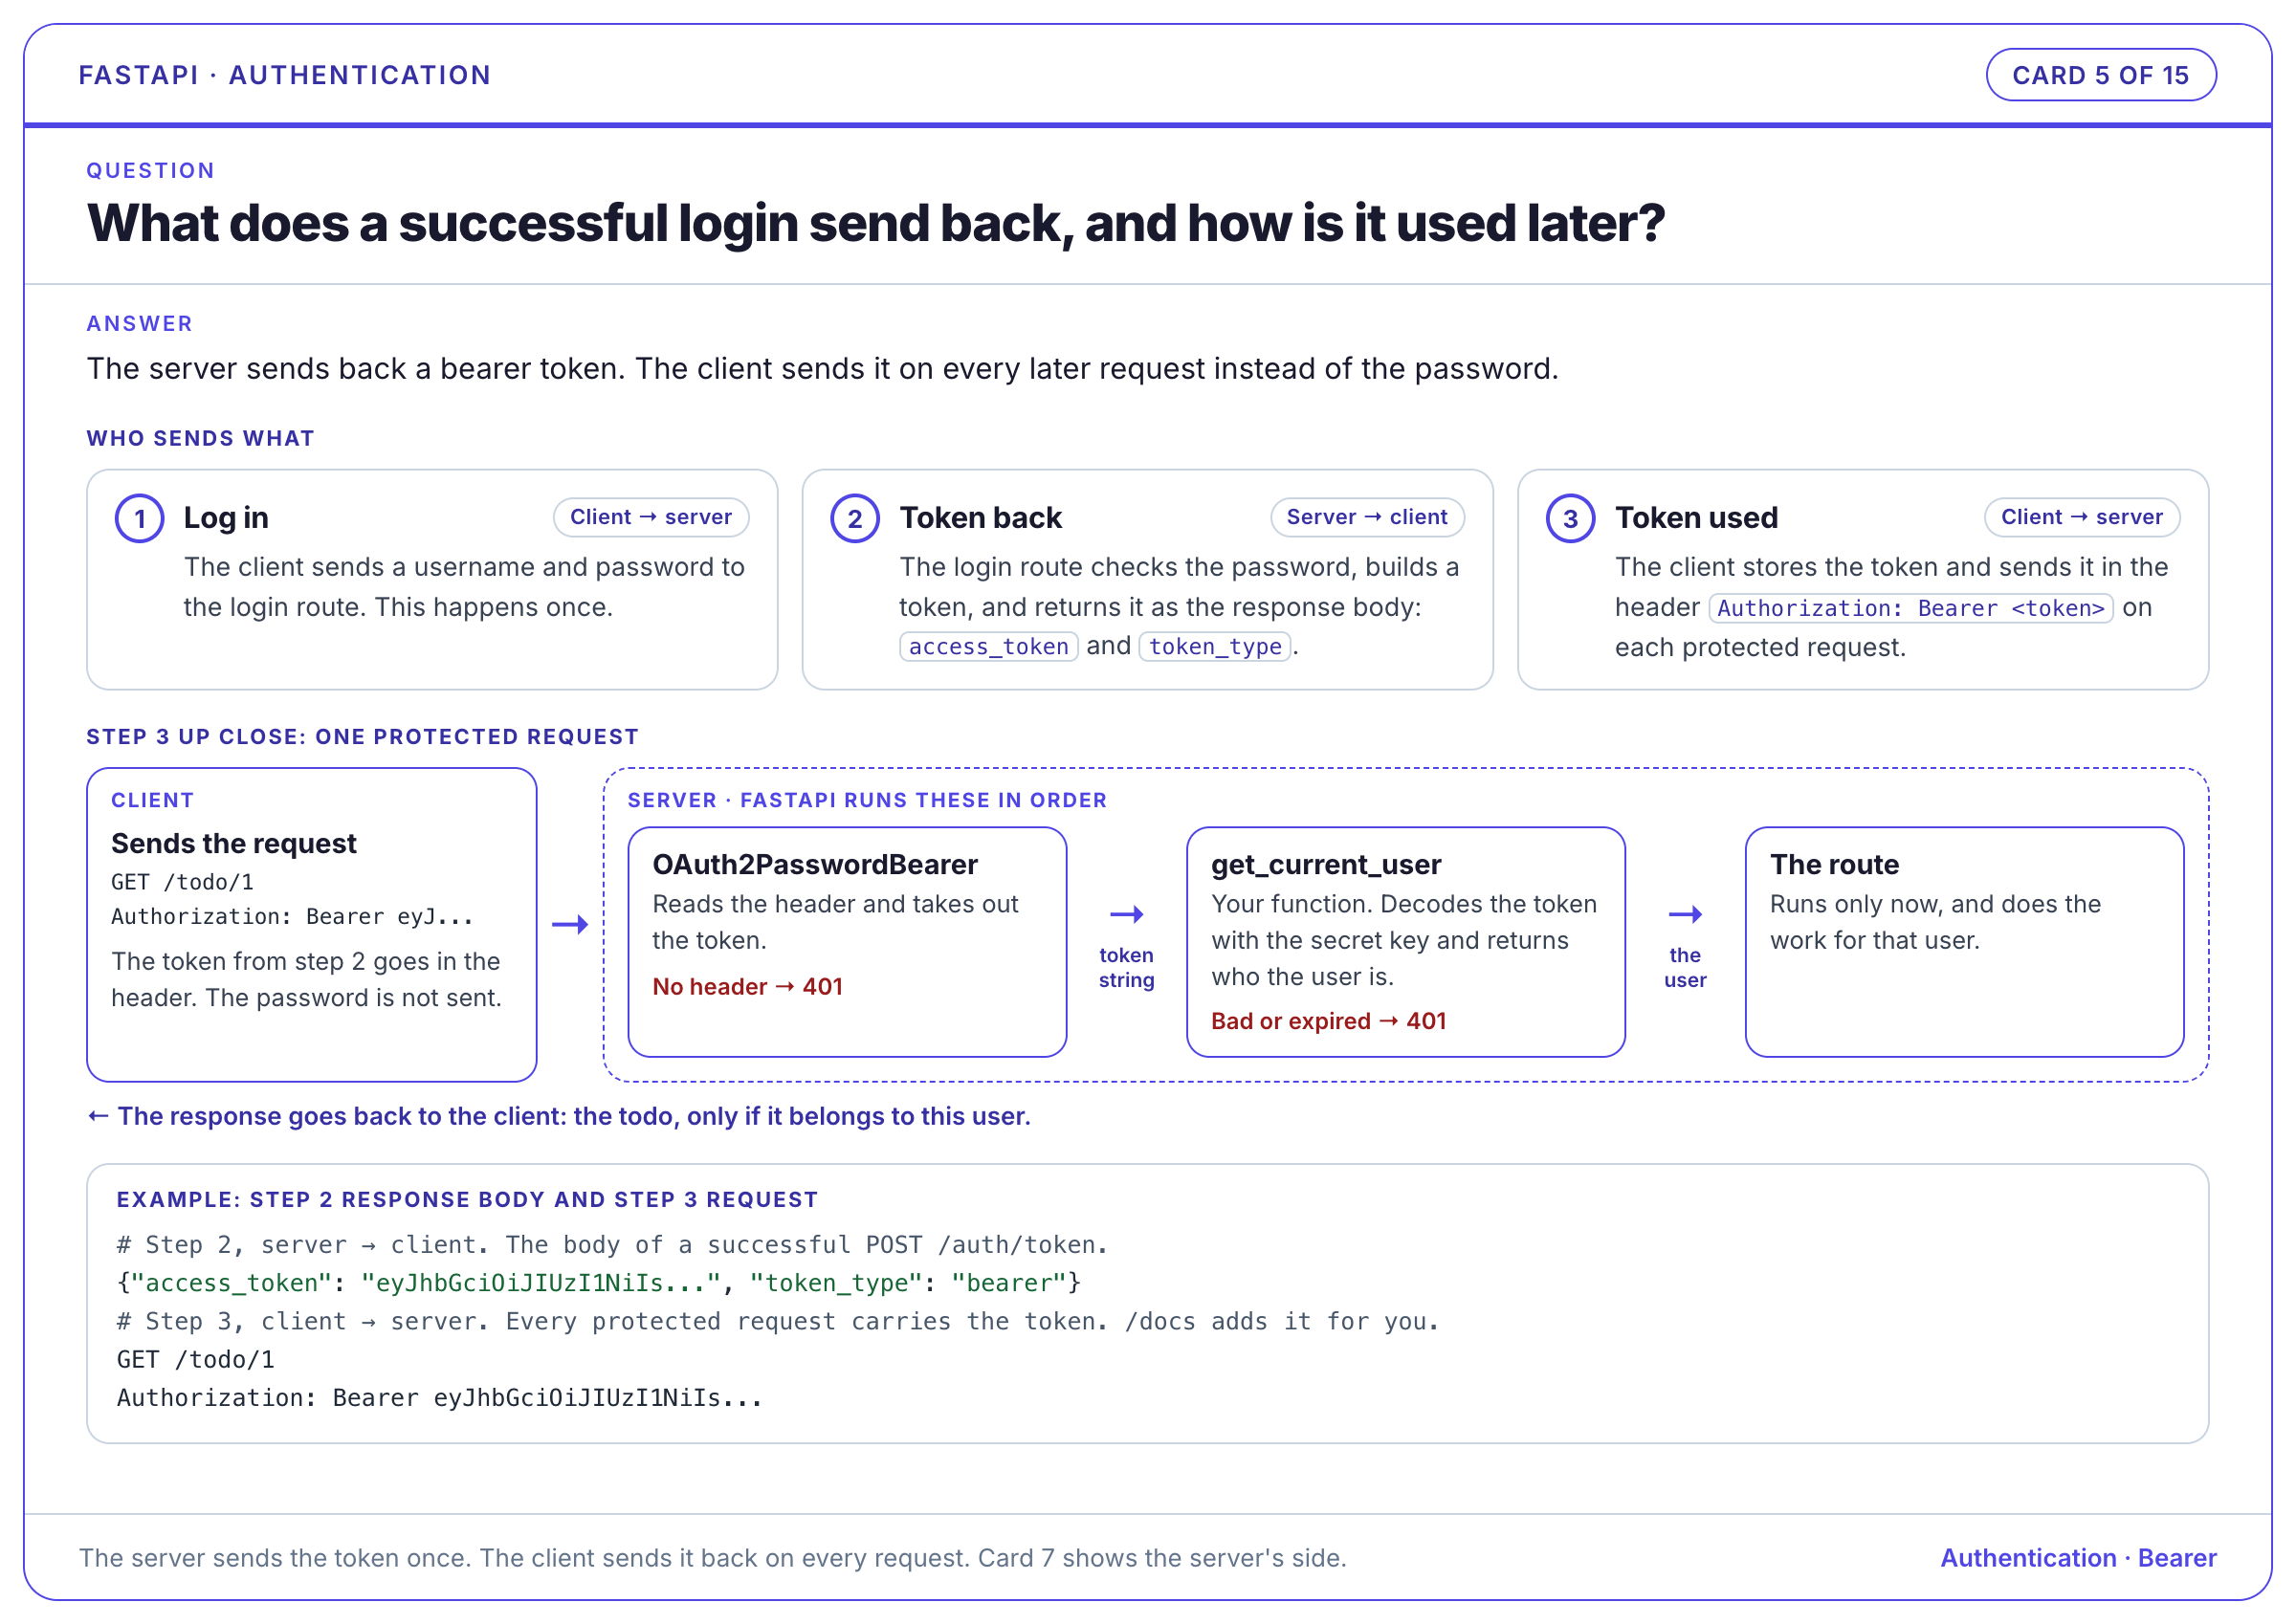 FASTAPI · AUTHENTICATION
CARD 5 OF 15
QUESTION
What does a successful login send back, and how is it used later?
ANSWER
The server sends back a bearer token. The client sends it on every later request instead of the password.
WHO SENDS WHAT
1 Log in
Client → server
The client sends a username and password to
the login route. This happens once.
2 Token back
Server → client
The login route checks the password, builds a
token, and returns it as the response body:
access_token and token_type.
3 Token used
Client → server
The client stores the token and sends it in the
header Authorization: Bearer <token> on
each protected request.
STEP 3 UP CLOSE: ONE PROTECTED REQUEST
CLIENT
Sends the request
GET /todo/1
Authorization: Bearer eyJ...
The token from step 2 goes in the
header. The password is not sent.
→
SERVER · FASTAPI RUNS THESE IN ORDER
OAuth2PasswordBearer
Reads the header and takes out
the token.
No header → 401
→
token
string
get_current_user
Your function. Decodes the token
with the secret key and returns
who the user is.
Bad or expired → 401
→
the
user
The route
Runs only now, and does the
work for that user.
← The response goes back to the client: the todo, only if it belongs to this user.
EXAMPLE: STEP 2 RESPONSE BODY AND STEP 3 REQUEST
# Step 2, server → client. The body of a successful POST /auth/token.
{"access_token": "eyJhbGciOiJIUzI1NiIs...", "token_type": "bearer"}
# Step 3, client → server. Every protected request carries the token. /docs adds it for you.
GET /todo/1
Authorization: Bearer eyJhbGciOiJIUzI1NiIs...
The server sends the token once. The client sends it back on every request. Card 7 shows the server's side.
Authentication · Bearer